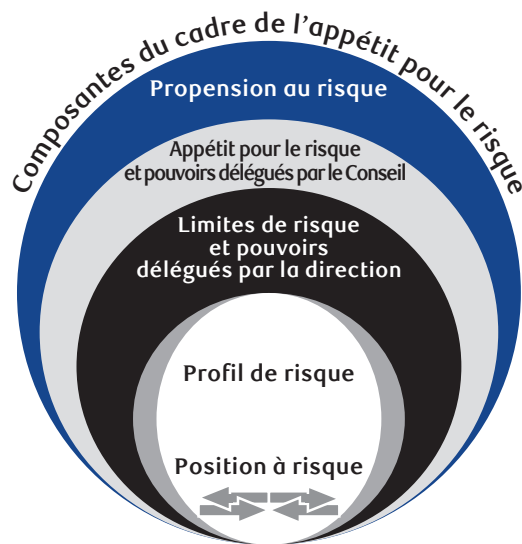 Composantes du cadre de l'appétit pour le risque
Propension au risque
Appétit pour le risque
et pouvoirs délégués par le Conseil
Limites de risque
et pouvoirs
délégués par la direction
Profil de risque
Position à risque